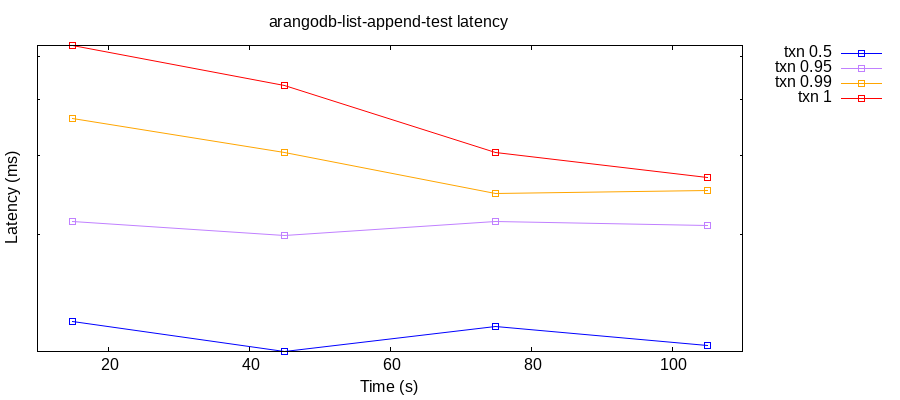 arangodb-list-append-test latency
txn 0.5
txn 0.95
txn 0.99
txn 1
Latency (ms)
20 40 60 80 100
Time (s)